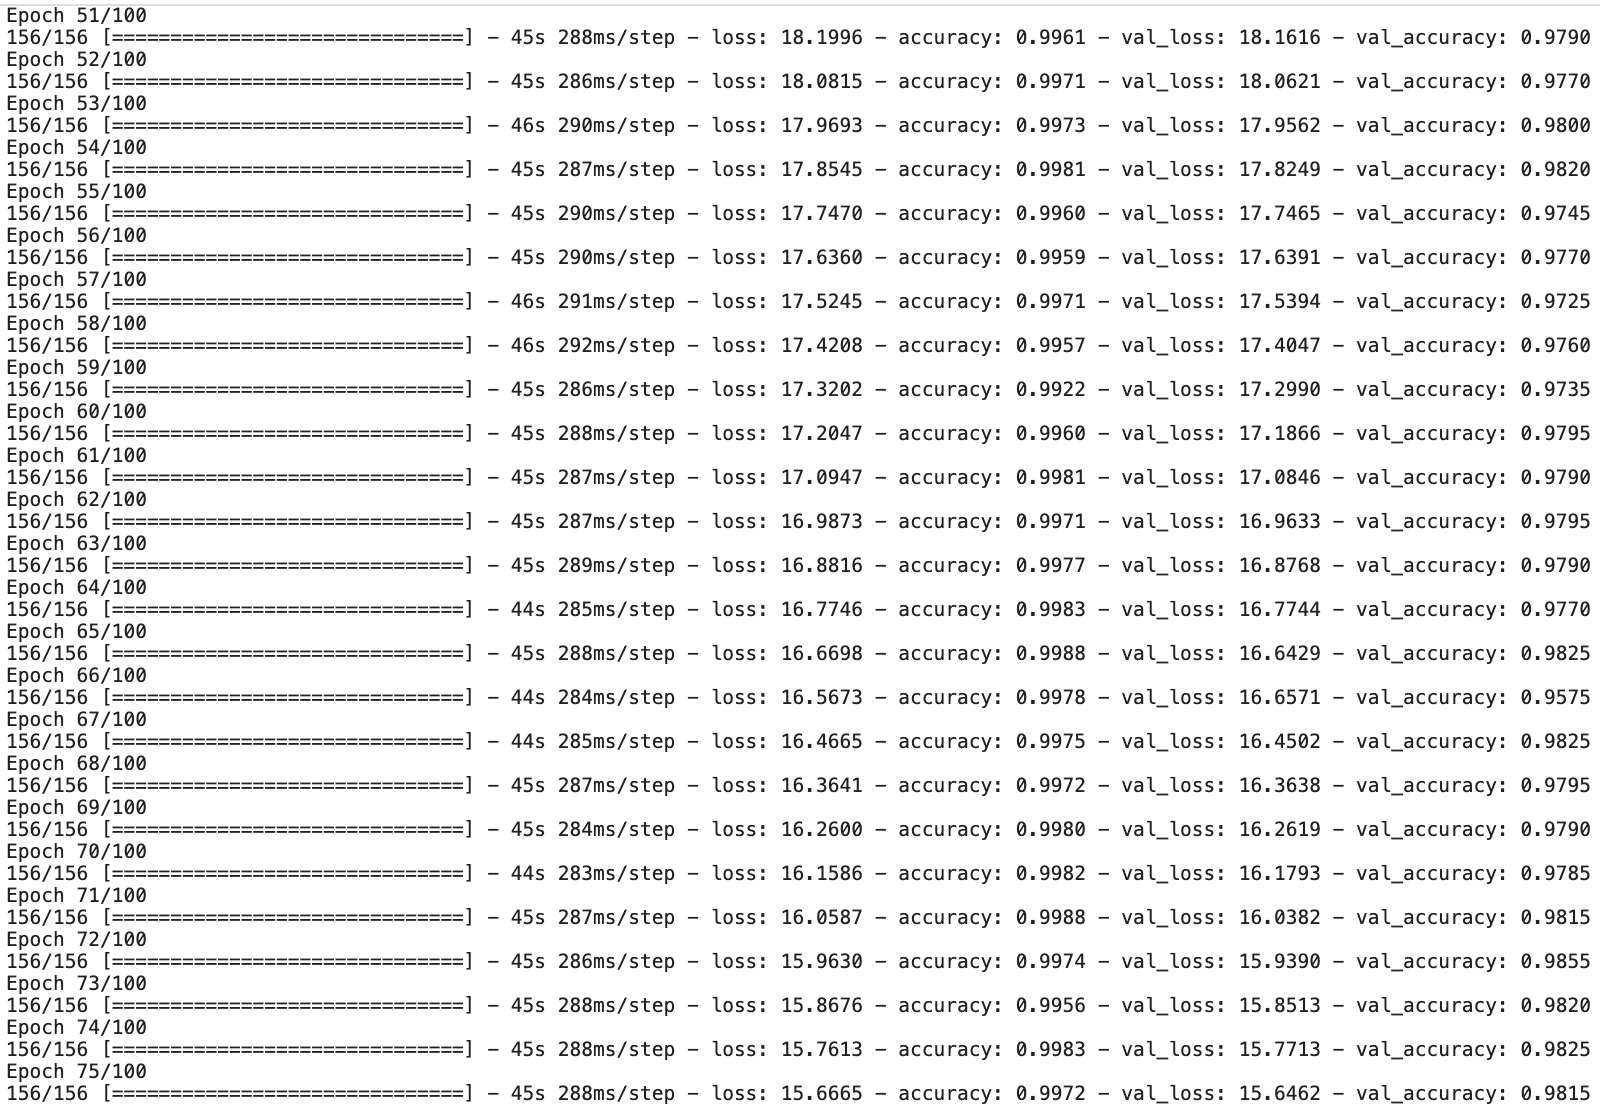 Epoch 51/100
156/156 [==============================] - 45s 288ms/step - loss: 18.1996 - accuracy: 0.9961 - val_loss: 18.1616 - val_accuracy: 0.9790
Epoch 52/100
156/156 [==============================] - 45s 286ms/step - loss: 18.0815 - accuracy: 0.9971 - val_loss: 18.0621 - val_accuracy: 0.9770
Epoch 53/100
156/156 [==============================] - 46s 290ms/step - loss: 17.9693 - accuracy: 0.9973 - val_loss: 17.9562 - val_accuracy: 0.9800
Epoch 54/100
156/156 [==============================] - 45s 287ms/step - loss: 17.8545 - accuracy: 0.9981 - val_loss: 17.8249 - val_accuracy: 0.9820
Epoch 55/100
156/156 [==============================] - 45s 290ms/step - loss: 17.7470 - accuracy: 0.9960 - val_loss: 17.7465 - val_accuracy: 0.9745
Epoch 56/100
156/156 [==============================] - 45s 290ms/step - loss: 17.6360 - accuracy: 0.9959 - val_loss: 17.6391 - val_accuracy: 0.9770
Epoch 57/100
156/156 [==============================] - 46s 291ms/step - loss: 17.5245 - accuracy: 0.9971 - val_loss: 17.5394 - val_accuracy: 0.9725
Epoch 58/100
156/156 [==============================] - 46s 292ms/step - loss: 17.4208 - accuracy: 0.9957 - val_loss: 17.4047 - val_accuracy: 0.9760
Epoch 59/100
156/156 [==============================] - 45s 286ms/step - loss: 17.3202 - accuracy: 0.9922 - val_loss: 17.2990 - val_accuracy: 0.9735
Epoch 60/100
156/156 [==============================] - 45s 288ms/step - loss: 17.2047 - accuracy: 0.9960 - val_loss: 17.1866 - val_accuracy: 0.9795
Epoch 61/100
156/156 [==============================] - 45s 287ms/step - loss: 17.0947 - accuracy: 0.9981 - val_loss: 17.0846 - val_accuracy: 0.9790
Epoch 62/100
156/156 [==============================] - 45s 287ms/step - loss: 16.9873 - accuracy: 0.9971 - val_loss: 16.9633 - val_accuracy: 0.9795
Epoch 63/100
156/156 [==============================] - 45s 289ms/step - loss: 16.8816 - accuracy: 0.9977 - val_loss: 16.8768 - val_accuracy: 0.9790
Epoch 64/100
156/156 [==============================] - 44s 285ms/step - loss: 16.7746 - accuracy: 0.9983 - val_loss: 16.7744 - val_accuracy: 0.9770
Epoch 65/100
156/156 [==============================] - 45s 288ms/step - loss: 16.6698 - accuracy: 0.9988 - val_loss: 16.6429 - val_accuracy: 0.9825
Epoch 66/100
156/156 [==============================] - 44s 284ms/step - loss: 16.5673 - accuracy: 0.9978 - val_loss: 16.6571 - val_accuracy: 0.9575
Epoch 67/100
156/156 [==============================] - 44s 285ms/step - loss: 16.4665 - accuracy: 0.9975 - val_loss: 16.4502 - val_accuracy: 0.9825
Epoch 68/100
156/156 [==============================] - 45s 287ms/step - loss: 16.3641 - accuracy: 0.9972 - val_loss: 16.3638 - val_accuracy: 0.9795
Epoch 69/100
156/156 [==============================] - 45s 284ms/step - loss: 16.2600 - accuracy: 0.9980 - val_loss: 16.2619 - val_accuracy: 0.9790
Epoch 70/100
156/156 [==============================] - 44s 283ms/step - loss: 16.1586 - accuracy: 0.9982 - val_loss: 16.1793 - val_accuracy: 0.9785
Epoch 71/100
156/156 [==============================] - 45s 287ms/step - loss: 16.0587 - accuracy: 0.9988 - val_loss: 16.0382 - val_accuracy: 0.9815
Epoch 72/100
156/156 [==============================] - 45s 286ms/step - loss: 15.9630 - accuracy: 0.9974 - val_loss: 15.9390 - val_accuracy: 0.9855
Epoch 73/100
156/156 [==============================] - 45s 288ms/step - loss: 15.8676 - accuracy: 0.9956 - val_loss: 15.8513 - val_accuracy: 0.9820
Epoch 74/100
156/156 [==============================] - 45s 288ms/step - loss: 15.7613 - accuracy: 0.9983 - val_loss: 15.7713 - val_accuracy: 0.9825
Epoch 75/100
156/156 [==============================] - 45s 288ms/step - loss: 15.6665 - accuracy: 0.9972 - val_loss: 15.6462 - val_accuracy: 0.9815